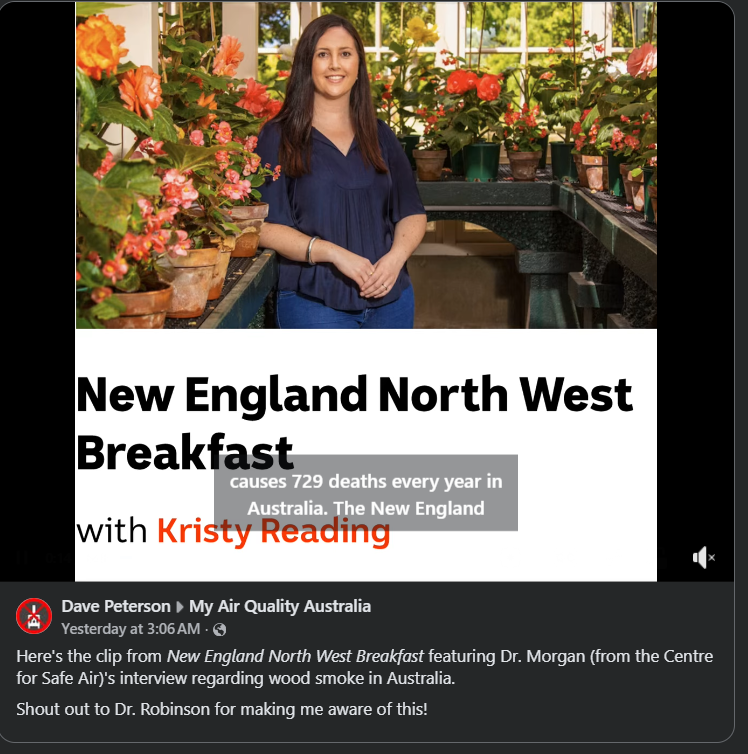 New England North West
Breakfast
causes 729 deaths every year in
Australia. The New England
with Kristy Reading
Dave Peterson My Air Quality Australia
Yesterday at 3:06 AM ·
Here's the clip from New England North West Breakfast featuring Dr. Morgan (from the Centre
for Safe Air)'s interview regarding wood smoke in Australia.
Shout out to Dr. Robinson for making me aware of this!